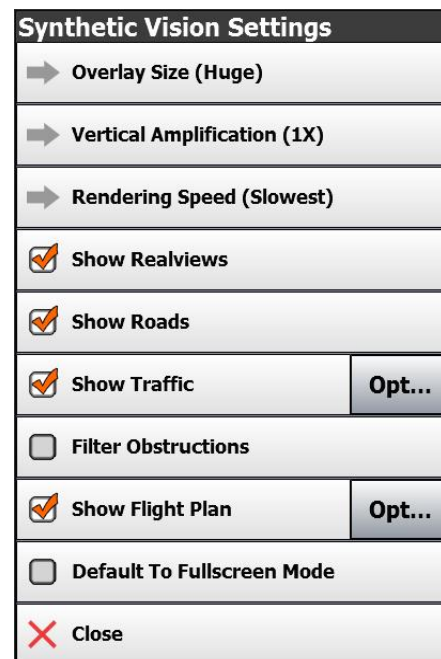 Synthetic Vision Settings
Overlay Size (Huge)
Vertical Amplification (1X)
Rendering Speed (Slowest)
Show Realviews
Show Roads
Show Traffic Opt...
Filter Obstructions
Show Flight Plan Opt...
Default To Fullscreen Mode
Close